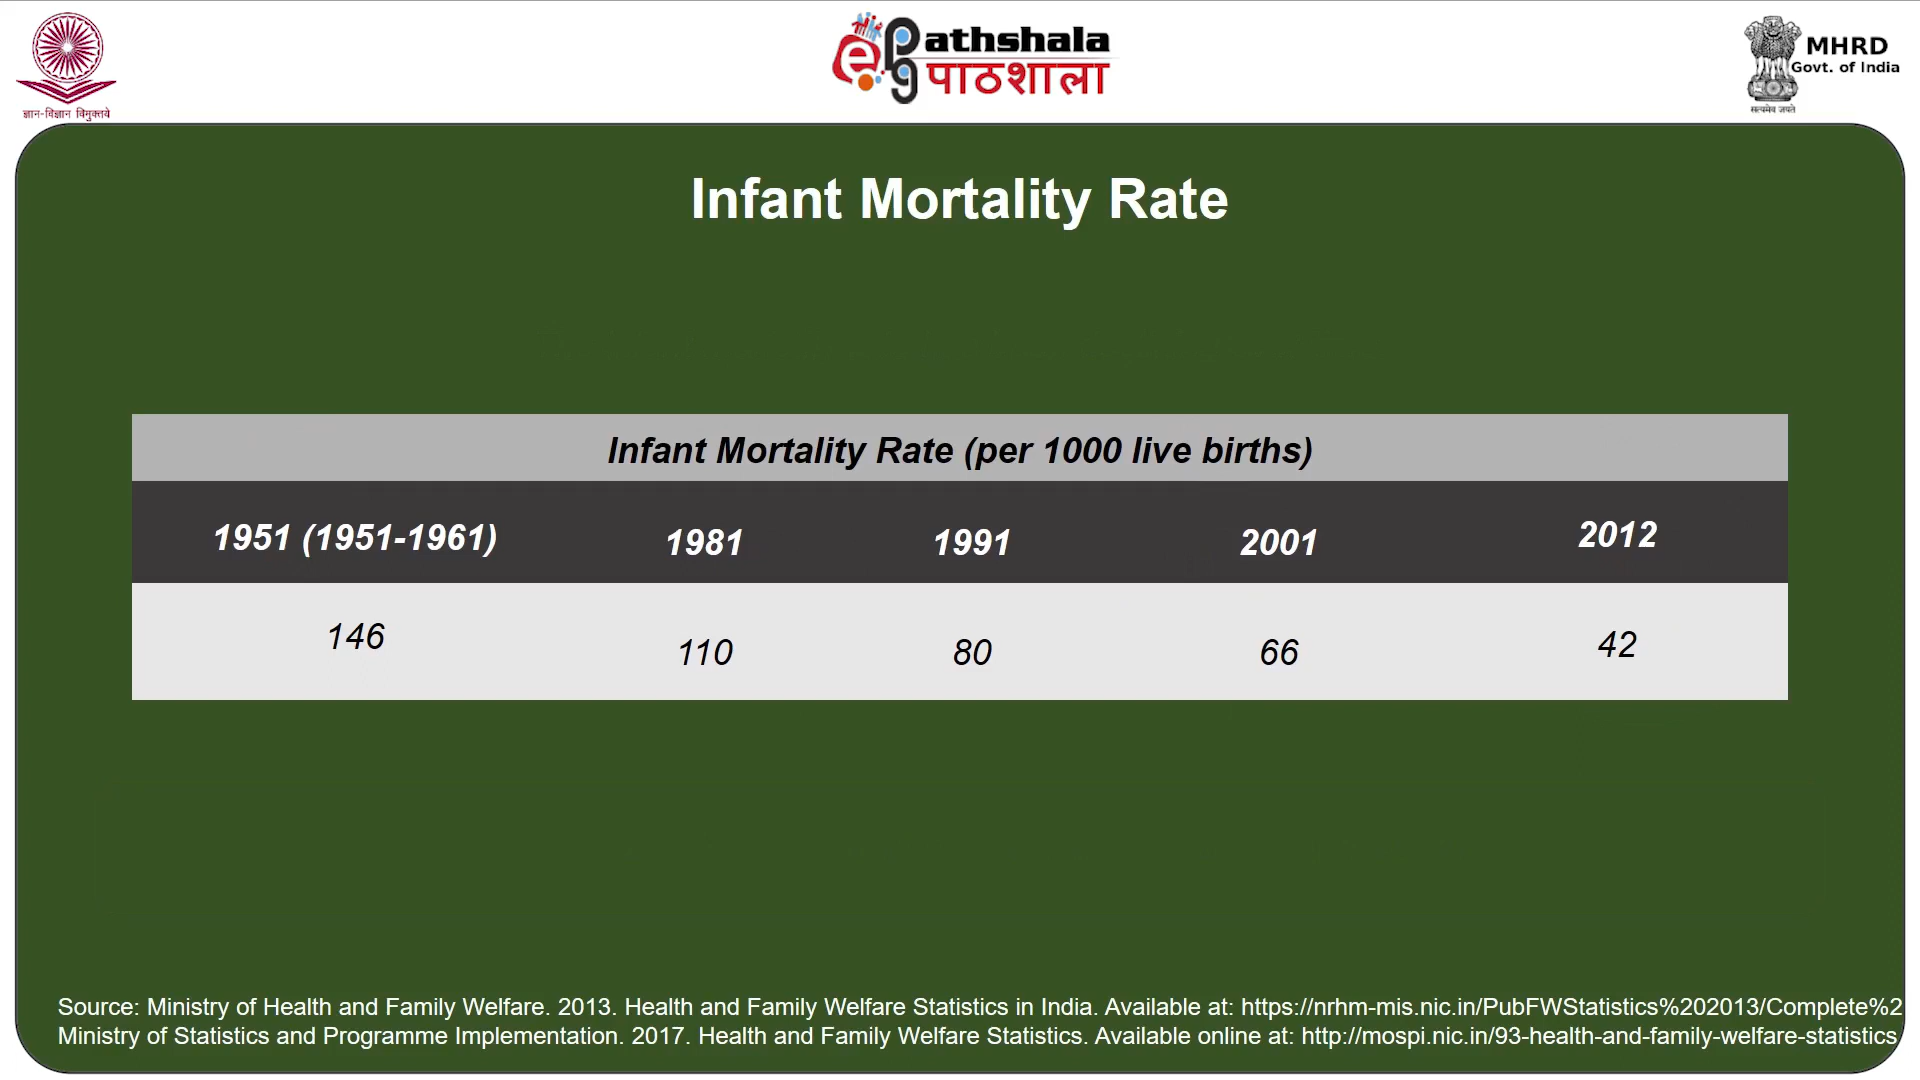 ज्ञान-विज्ञान विमुक्तये
ePG Pathshala
पाठशाला
MHRD
Govt. of India
सत्यमेव जयते
Infant Mortality Rate
Infant Mortality Rate (per 1000 live births)
1951 (1951-1961) 1981 1991 2001 2012
146 110 80 66 42
Source: Ministry of Health and Family Welfare. 2013. Health and Family Welfare Statistics in India. Available at: https://nrhm-mis.nic.in/PubFWStatistics%202013/Complete%2
Ministry of Statistics and Programme Implementation. 2017. Health and Family Welfare Statistics. Available online at: http://mospi.nic.in/93-health-and-family-welfare-statistics